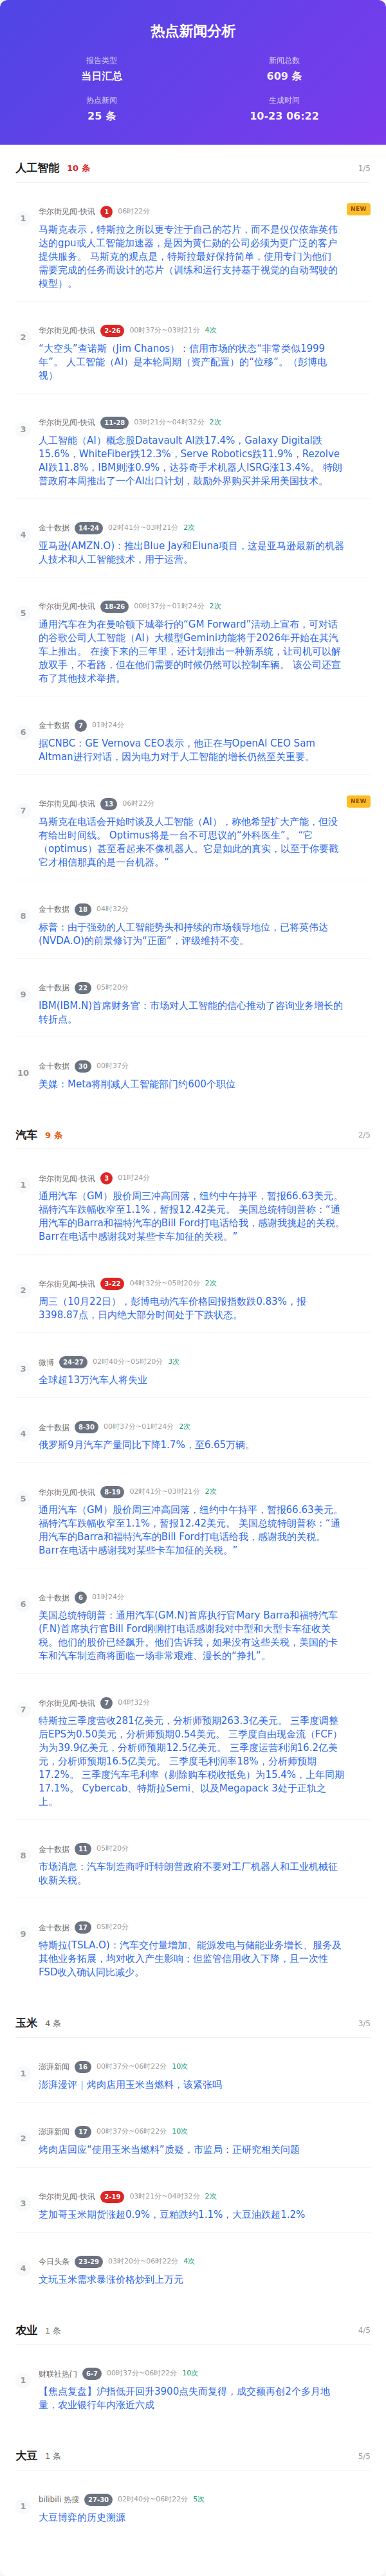 热点新闻分析
报告类型
当日汇总
新闻总数
609 条
热点新闻
25 条
生成时间
10-23 06:22
人工智能 10 条 1/5
1 华尔街见闻-快讯 1 06时22分 NEW
马斯克表示，特斯拉之所以更专注于自己的芯片，而不是仅仅依靠英伟
达的gpu或人工智能加速器，是因为黄仁勋的公司必须为更广泛的客户
提供服务。 马斯克的观点是，特斯拉最好保持简单，使用专门为他们
需要完成的任务而设计的芯片（训练和运行支持基于视觉的自动驾驶的
模型）。
2 华尔街见闻-快讯 2-26 00时37分~03时21分 4次
“大空头”查诺斯（Jim Chanos）：信用市场的状态“非常类似1999
年”。 人工智能（AI）是本轮周期（资产配置）的“位移”。（彭博电
视）
3 华尔街见闻-快讯 11-28 03时21分~04时32分 2次
人工智能（AI）概念股Datavault AI跌17.4%，Galaxy Digital跌
15.6%，WhiteFiber跌12.3%，Serve Robotics跌11.9%，Rezolve
AI跌11.8%，IBM则涨0.9%，达芬奇手术机器人ISRG涨13.4%。 特朗
普政府本周推出了一个AI出口计划，鼓励外界购买并采用美国技术。
4 金十数据 14-24 02时41分~03时21分 2次
亚马逊(AMZN.O)：推出Blue Jay和Eluna项目，这是亚马逊最新的机器
人技术和人工智能技术，用于运营。
5 华尔街见闻-快讯 18-26 00时37分~01时24分 2次
通用汽车在为在曼哈顿下城举行的“GM Forward”活动上宣布，可对话
的谷歌公司人工智能（AI）大模型Gemini功能将于2026年开始在其汽
车上推出。 在接下来的三年里，还计划推出一种新系统，让司机可以解
放双手，不看路，但在他们需要的时候仍然可以控制车辆。 该公司还宣
布了其他技术举措。
6 金十数据 7 01时24分
据CNBC：GE Vernova CEO表示，他正在与OpenAI CEO Sam
Altman进行对话，因为电力对于人工智能的增长仍然至关重要。
7 华尔街见闻-快讯 13 06时22分 NEW
马斯克在电话会开始时谈及人工智能（AI），称他希望扩大产能，但没
有给出时间线。 Optimus将是一台不可思议的“外科医生”。 “它
（optimus）甚至看起来不像机器人。它是如此的真实，以至于你要戳
它才相信那真的是一台机器。”
8 金十数据 18 04时32分
标普：由于强劲的人工智能势头和持续的市场领导地位，已将英伟达
(NVDA.O)的前景修订为“正面”，评级维持不变。
9 金十数据 22 05时20分
IBM(IBM.N)首席财务官：市场对人工智能的信心推动了咨询业务增长的
转折点。
10 金十数据 30 00时37分
美媒：Meta将削减人工智能部门约600个职位
汽车 9 条 2/5
1 华尔街见闻-快讯 3 01时24分
通用汽车（GM）股价周三冲高回落，纽约中午持平，暂报66.63美元。
福特汽车跌幅收窄至1.1%，暂报12.42美元。 美国总统特朗普称：“通
用汽车的Barra和福特汽车的Bill Ford打电话给我，感谢我挑起的关税。
Barr在电话中感谢我对某些卡车加征的关税。”
2 华尔街见闻-快讯 3-22 04时32分~05时20分 2次
周三（10月22日），彭博电动汽车价格回报指数跌0.83%，报
3398.87点，日内绝大部分时间处于下跌状态。
3 微博 24-27 02时40分~05时20分 3次
全球超13万汽车人将失业
4 金十数据 8-30 00时37分~01时24分 2次
俄罗斯9月汽车产量同比下降1.7%，至6.65万辆。
5 华尔街见闻-快讯 8-19 02时41分~03时21分 2次
通用汽车（GM）股价周三冲高回落，纽约中午持平，暂报66.63美元。
福特汽车跌幅收窄至1.1%，暂报12.42美元。 美国总统特朗普称：“通
用汽车的Barra和福特汽车的Bill Ford打电话给我，感谢我的关税。
Barr在电话中感谢我对某些卡车加征的关税。”
6 金十数据 6 01时24分
美国总统特朗普：通用汽车(GM.N)首席执行官Mary Barra和福特汽车
(F.N)首席执行官Bill Ford刚刚打电话感谢我对中型和大型卡车征收关
税。他们的股价已经飙升。他们告诉我，如果没有这些关税，美国的卡
车和汽车制造商将面临一场非常艰难、漫长的“挣扎”。
7 华尔街见闻-快讯 7 04时32分
特斯拉三季度营收281亿美元，分析师预期263.3亿美元。 三季度调整
后EPS为0.50美元，分析师预期0.54美元。 三季度自由现金流（FCF）
为为39.9亿美元，分析师预期12.5亿美元。 三季度运营利润16.2亿美
元，分析师预期16.5亿美元。 三季度毛利润率18%，分析师预期
17.2%。 三季度汽车毛利率（剔除购车税收抵免）为15.4%，上年同期
17.1%。 Cybercab、特斯拉Semi、以及Megapack 3处于正轨之
上。
8 金十数据 11 05时20分
市场消息：汽车制造商呼吁特朗普政府不要对工厂机器人和工业机械征
收新关税。
9 金十数据 17 05时20分
特斯拉(TSLA.O)：汽车交付量增加、能源发电与储能业务增长、服务及
其他业务拓展，均对收入产生影响；但监管信用收入下降，且一次性
FSD收入确认同比减少。
玉米 4 条 3/5
1 澎湃新闻 16 00时37分~06时22分 10次
澎湃漫评｜烤肉店用玉米当燃料，该紧张吗
2 澎湃新闻 17 00时37分~06时22分 10次
烤肉店回应“使用玉米当燃料”质疑，市监局：正研究相关问题
3 华尔街见闻-快讯 2-19 03时21分~04时32分 2次
芝加哥玉米期货涨超0.9%，豆粕跌约1.1%，大豆油跌超1.2%
4 今日头条 23-29 03时20分~06时22分 4次
文玩玉米需求暴涨价格炒到上万元
农业 1 条 4/5
1 财联社热门 6-7 00时37分~06时22分 10次
【焦点复盘】沪指低开回升3900点失而复得，成交额再创2个多月地
量，农业银行年内涨近六成
大豆 1 条 5/5
1 bilibili 热搜 27-30 02时40分~06时22分 5次
大豆博弈的历史溯源